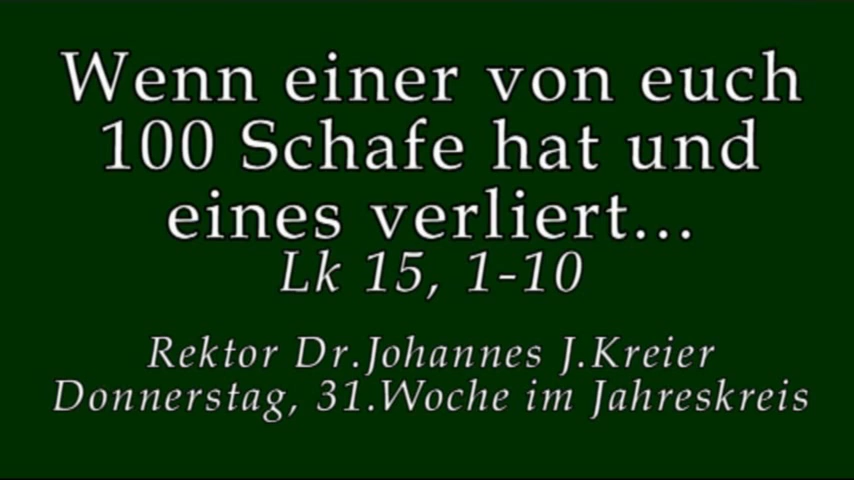 Wenn einer von euch
100 Schafe hat und
eines verliert...
Lk 15, 1-10
Rektor Dr.Johannes J.Kreier
Donnerstag, 31.Woche im Jahreskreis